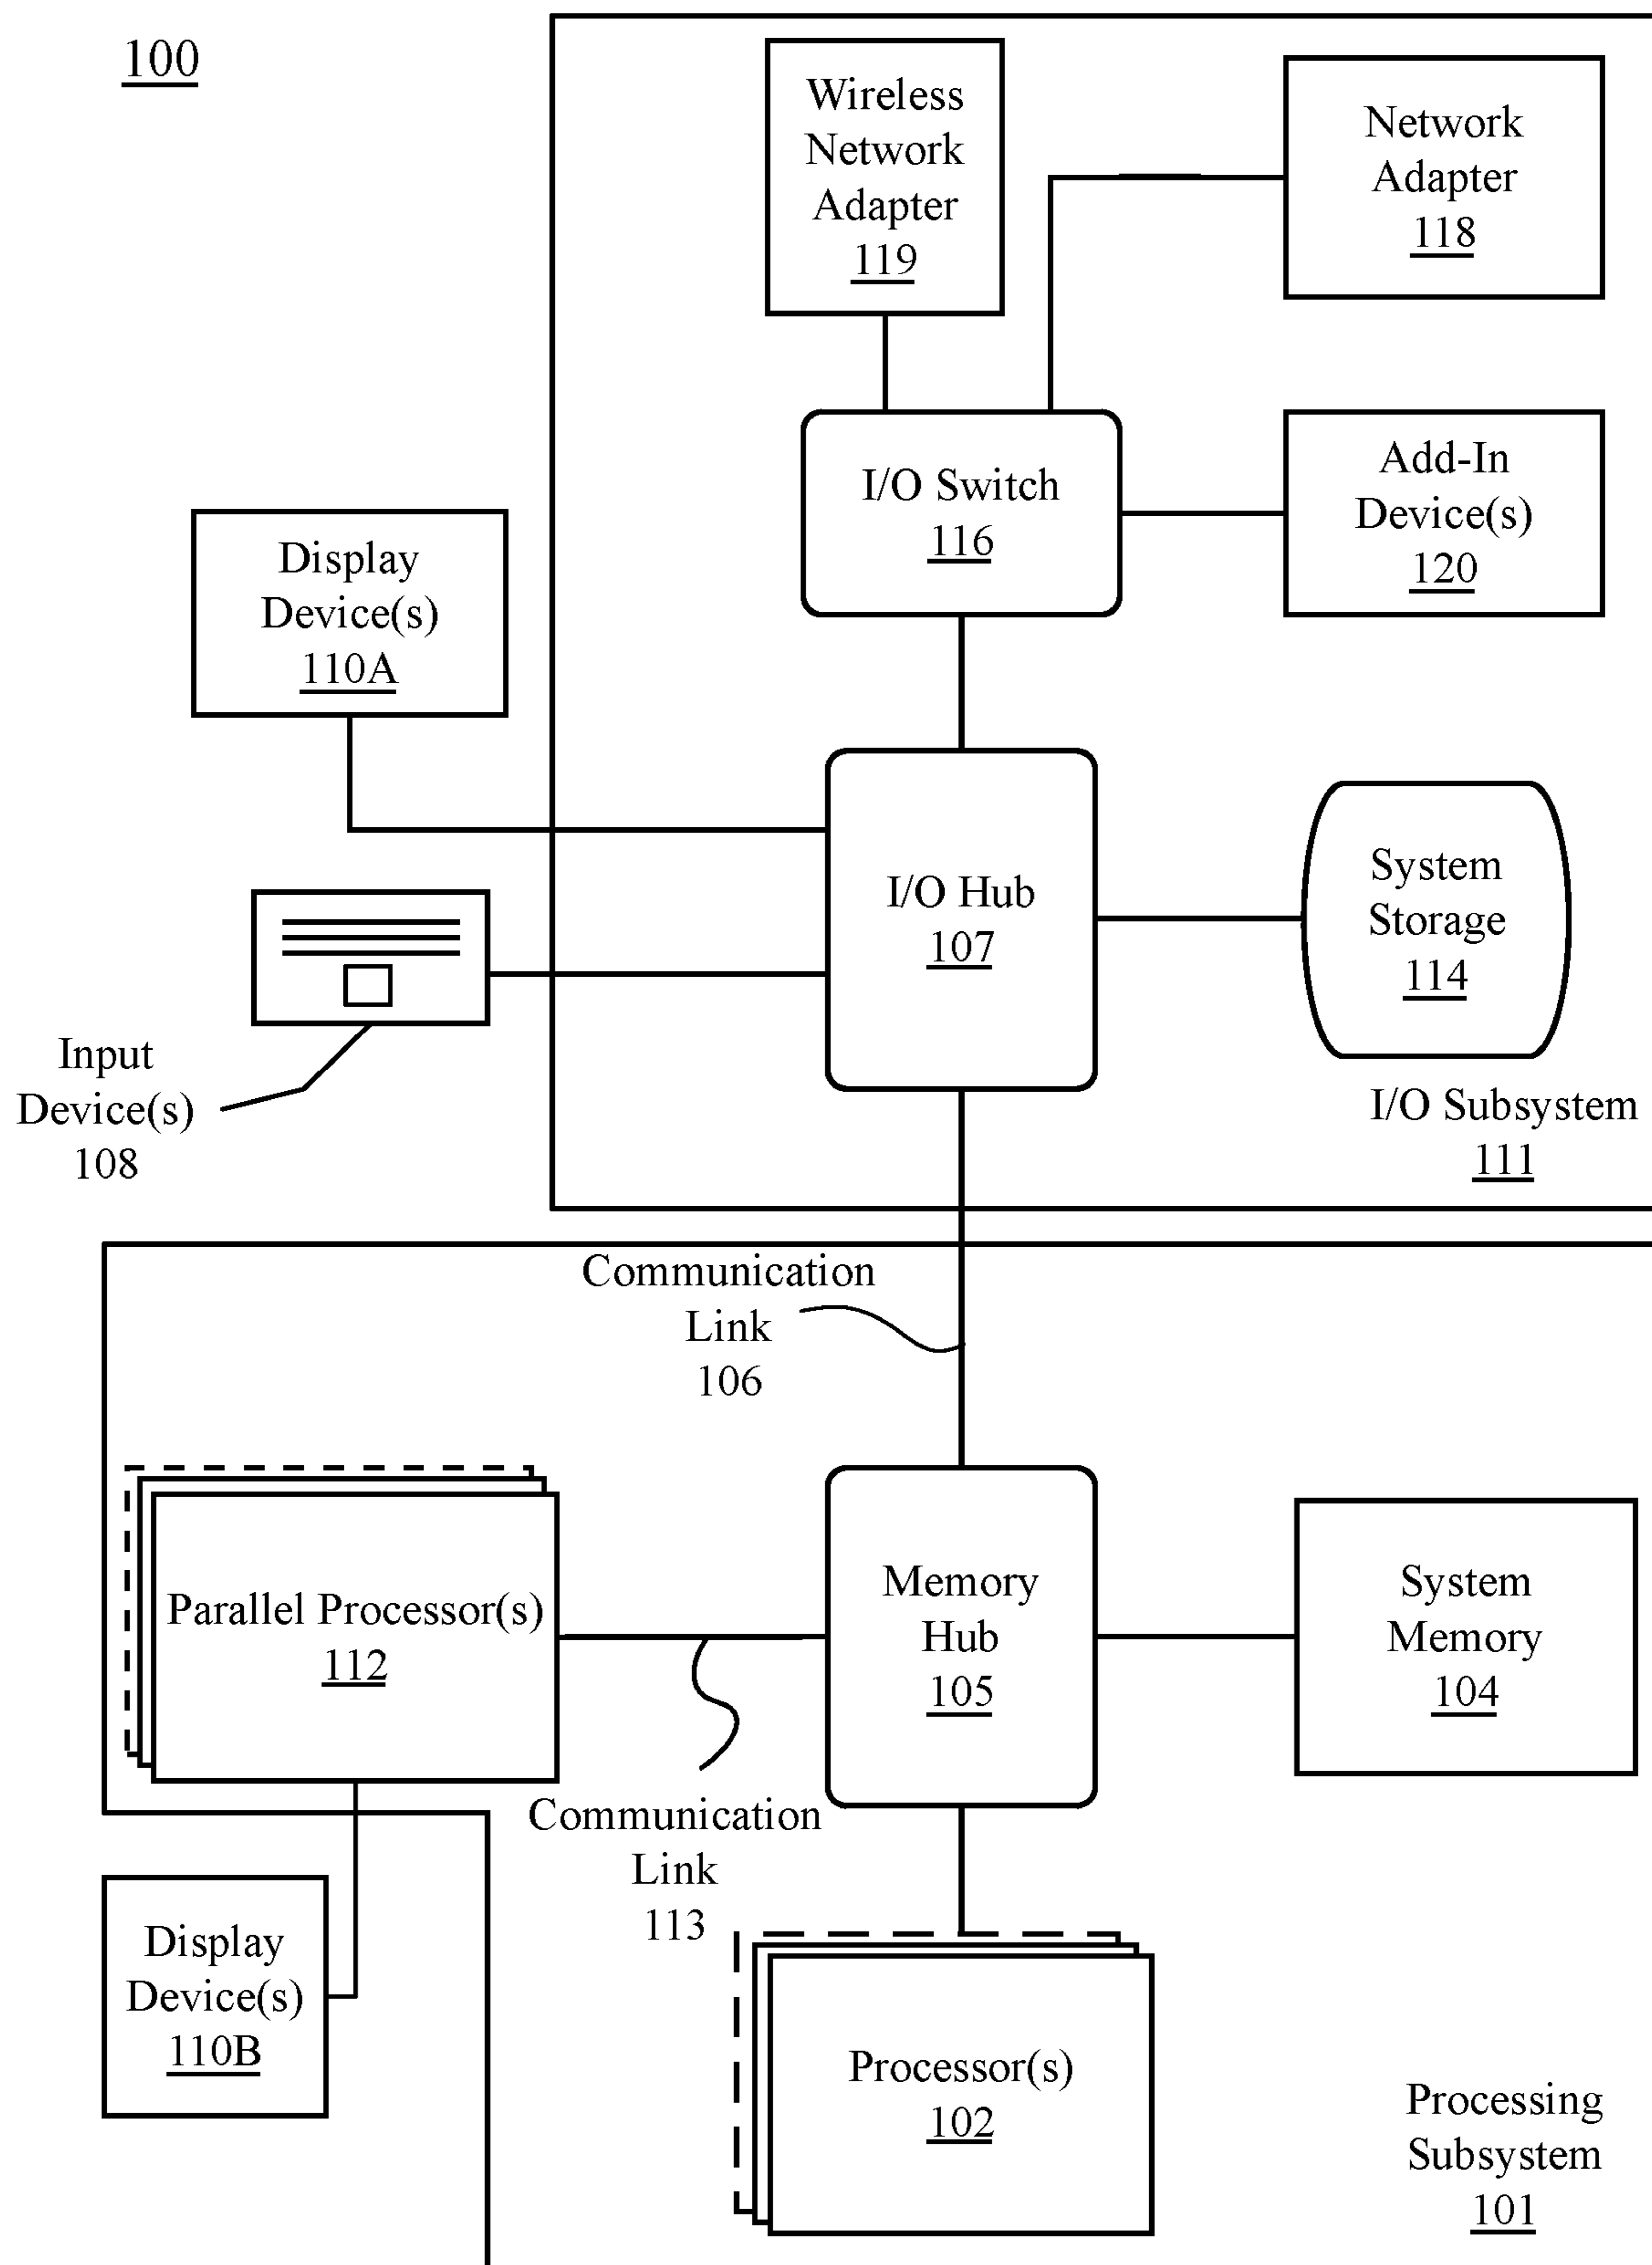 100
Wireless
Network
Adapter
119
Network
Adapter
118
I/O Switch
116
Add-In
Device(s)
120
Display
Device(s)
110A
I/O Hub
107
System
Storage
114
Input
Device(s)
108
I/O Subsystem
111
Communication
Link
106
Parallel Processor(s)
112
Memory
Hub
105
System
Memory
104
Communication
Link
113
Display
Device(s)
110B
Processor(s)
102
Processing
Subsystem
101